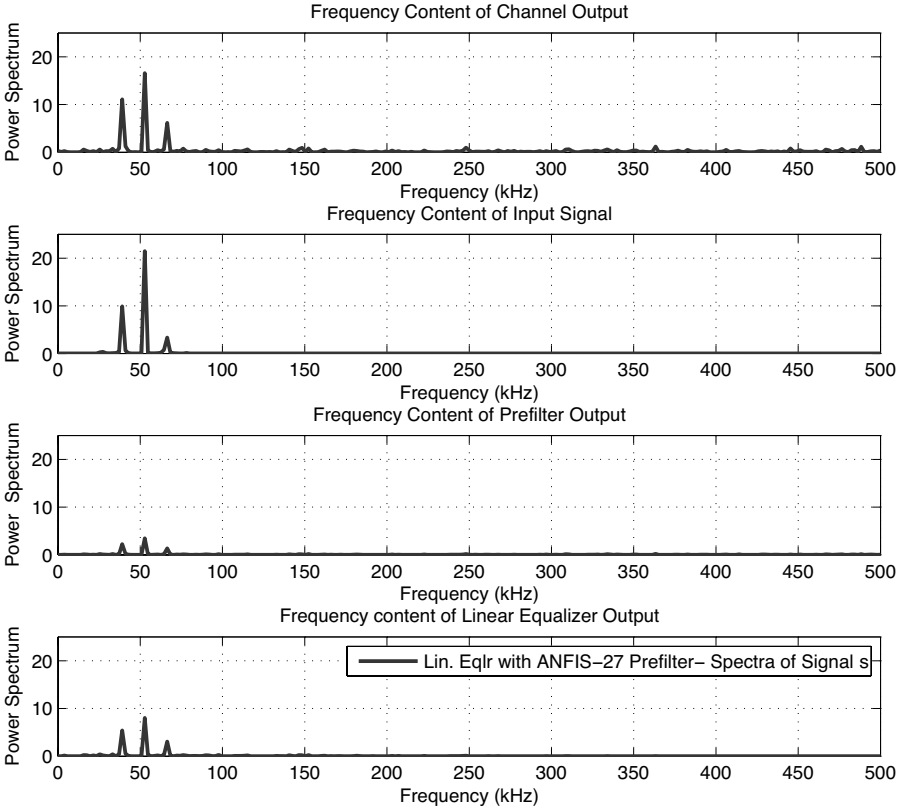 Frequency Content of Channel Output
Power Spectrum
20
10
0
0 50 100 150 200 250 300 350 400 450 500
Frequency (kHz)
Frequency Content of Input Signal
Power Spectrum
20
10
0
0 50 100 150 200 250 300 350 400 450 500
Frequency (kHz)
Frequency Content of Prefilter Output
Power Spectrum
20
10
0
0 50 100 150 200 250 300 350 400 450 500
Frequency (kHz)
Frequency content of Linear Equalizer Output
Power Spectrum
20
10
0
Lin. Eqlr with ANFIS−27 Prefilter− Spectra of Signal s
0 50 100 150 200 250 300 350 400 450 500
Frequency (kHz)